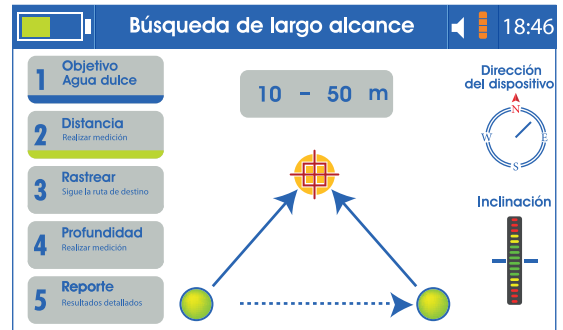 Búsqueda de largo alcance
18:46
1
Objetivo
Agua dulce
2
Distancia
Realizar medición
3
Rastrear
Sigue la ruta de destino
4
Profundidad
Realizar medición
5
Reporte
Resultados detallados
10 - 50 m
Dirección
del dispositivo
N
W
E
S
Inclinación